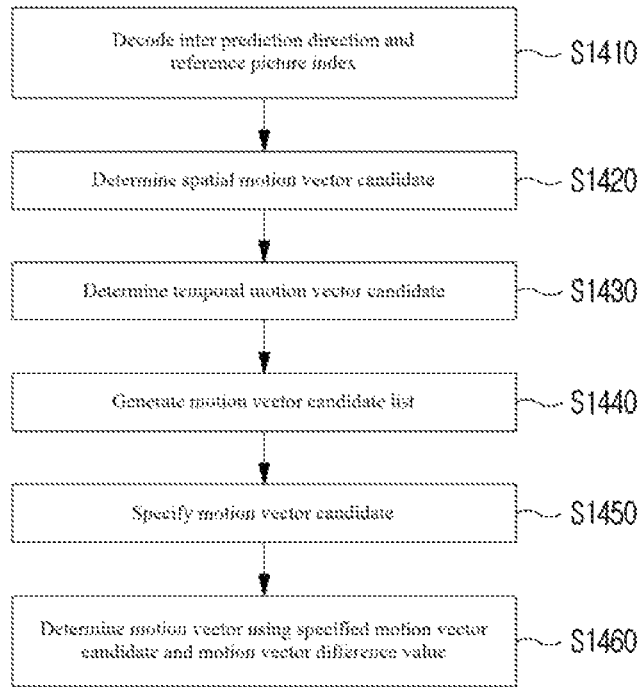 Decode inter prediction direction and
reference picture index
S1410
Determine spatial motion vector candidate
S1420
Determine temporal motion vector candidate
S1430
Generate motion vector candidate list
S1440
Specify motion vector candidate
S1450
Determine motion vector using specified motion vector
candidate and motion vector difference value
S1460